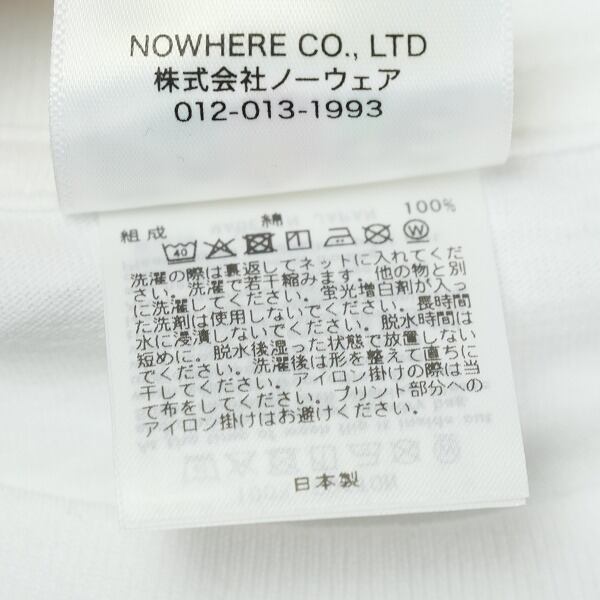 NOWHERE CO., LTD
株式会社ノーウェア
012-013-1993
組成 綿 100%
40
洗濯の際は裏返してネットに入れてくだ
さい。洗濯で若干縮みます。他の物と別
に洗濯してください。蛍光増白剤が入っ
た洗剤は使用しないでください。長時間
水に浸漬しないでください。脱水時間は
短めに。脱水後湿った状態で放置しない
でください。洗濯後は形を整えて直ちに
干してください。アイロン掛けの際は当
て布をしてください。プリント部分への
アイロン掛けはお避けください。
日本製